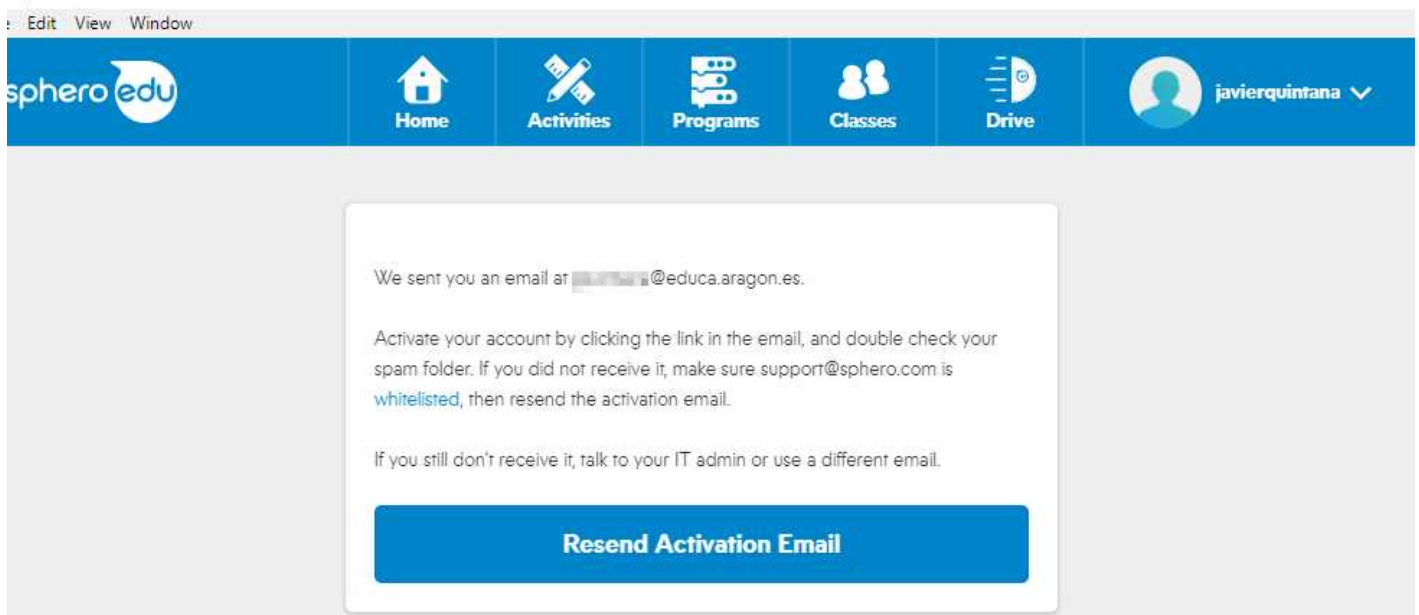 Edit View Window
sphero edu
Home
Activities
Programs
Classes
Drive
javierquintana
We sent you an email at @educa.aragon.es.
Activate your account by clicking the link in the email, and double check your
spam folder. If you did not receive it, make sure support@sphero.com is
whitelisted, then resend the activation email.
If you still don't receive it, talk to your IT admin or use a different email.
Resend Activation Email